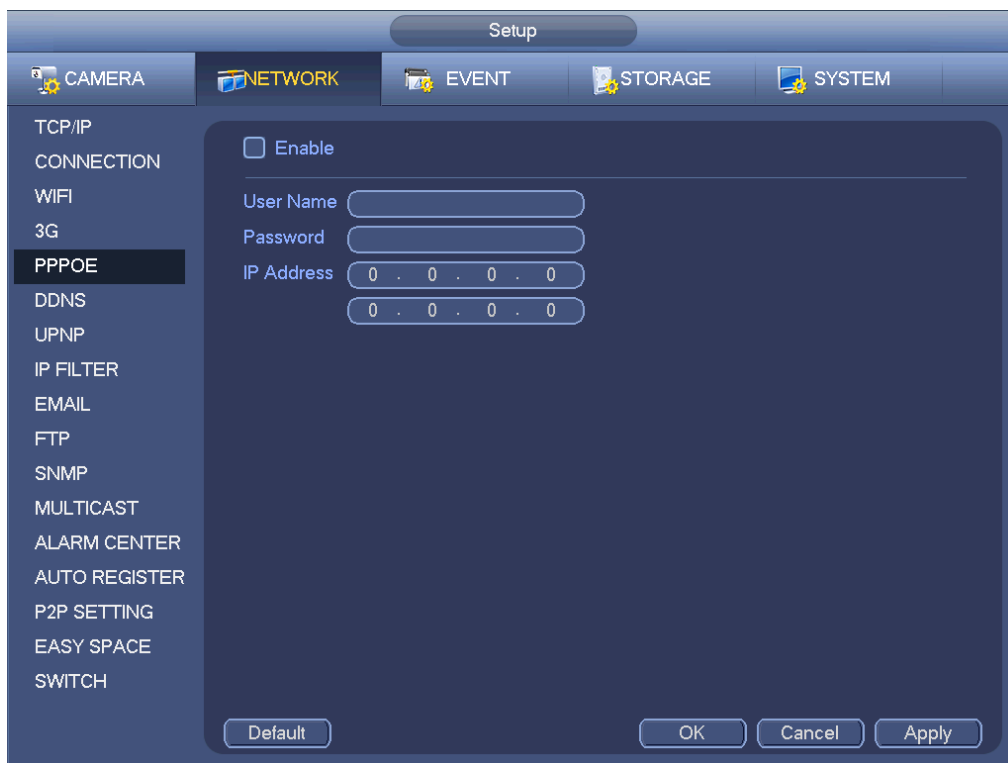 Setup
CAMERA NETWORK EVENT STORAGE SYSTEM
TCP/IP
CONNECTION
WIFI
3G
PPPOE
DDNS
UPNP
IP FILTER
EMAIL
FTP
SNMP
MULTICAST
ALARM CENTER
AUTO REGISTER
P2P SETTING
EASY SPACE
SWITCH
Enable
User Name
Password
IP Address 0 . 0 . 0 . 0
0 . 0 . 0 . 0
Default OK Cancel Apply